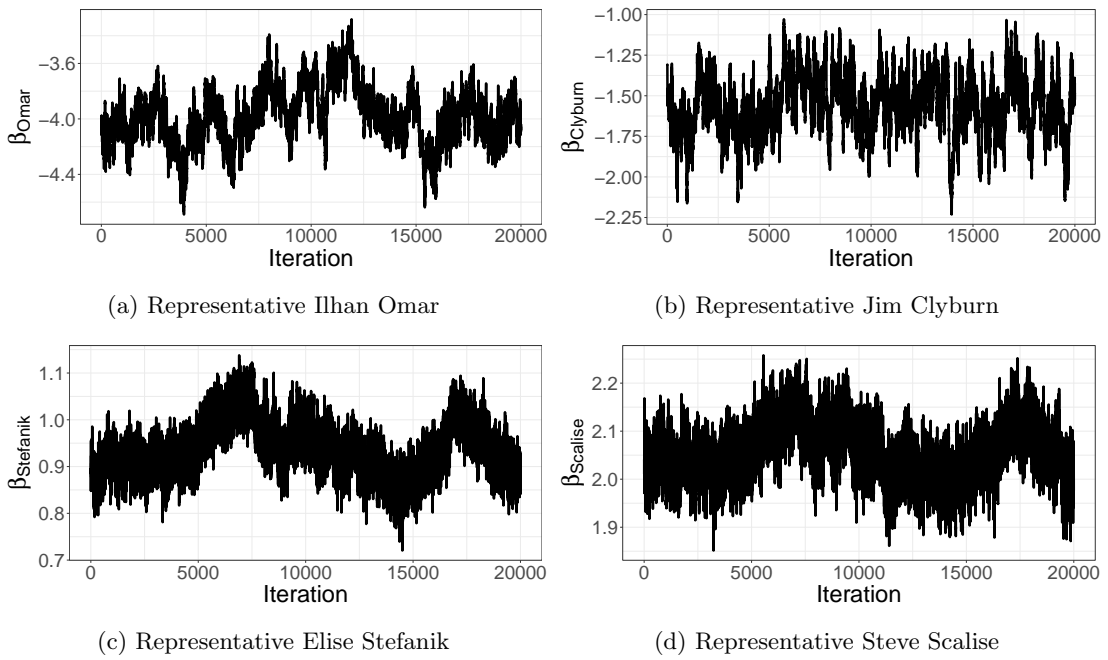 −3.6
−4.0
−4.4
βOmar
0 5000 10000 15000 20000
Iteration
(a) Representative Ilhan Omar
−1.00
−1.25
−1.50
−1.75
−2.00
−2.25
βClyburn
0 5000 10000 15000 20000
Iteration
(b) Representative Jim Clyburn
1.1
1.0
0.9
0.8
0.7
βStefanik
0 5000 10000 15000 20000
Iteration
(c) Representative Elise Stefanik
2.2
2.1
2.0
1.9
βScalise
0 5000 10000 15000 20000
Iteration
(d) Representative Steve Scalise